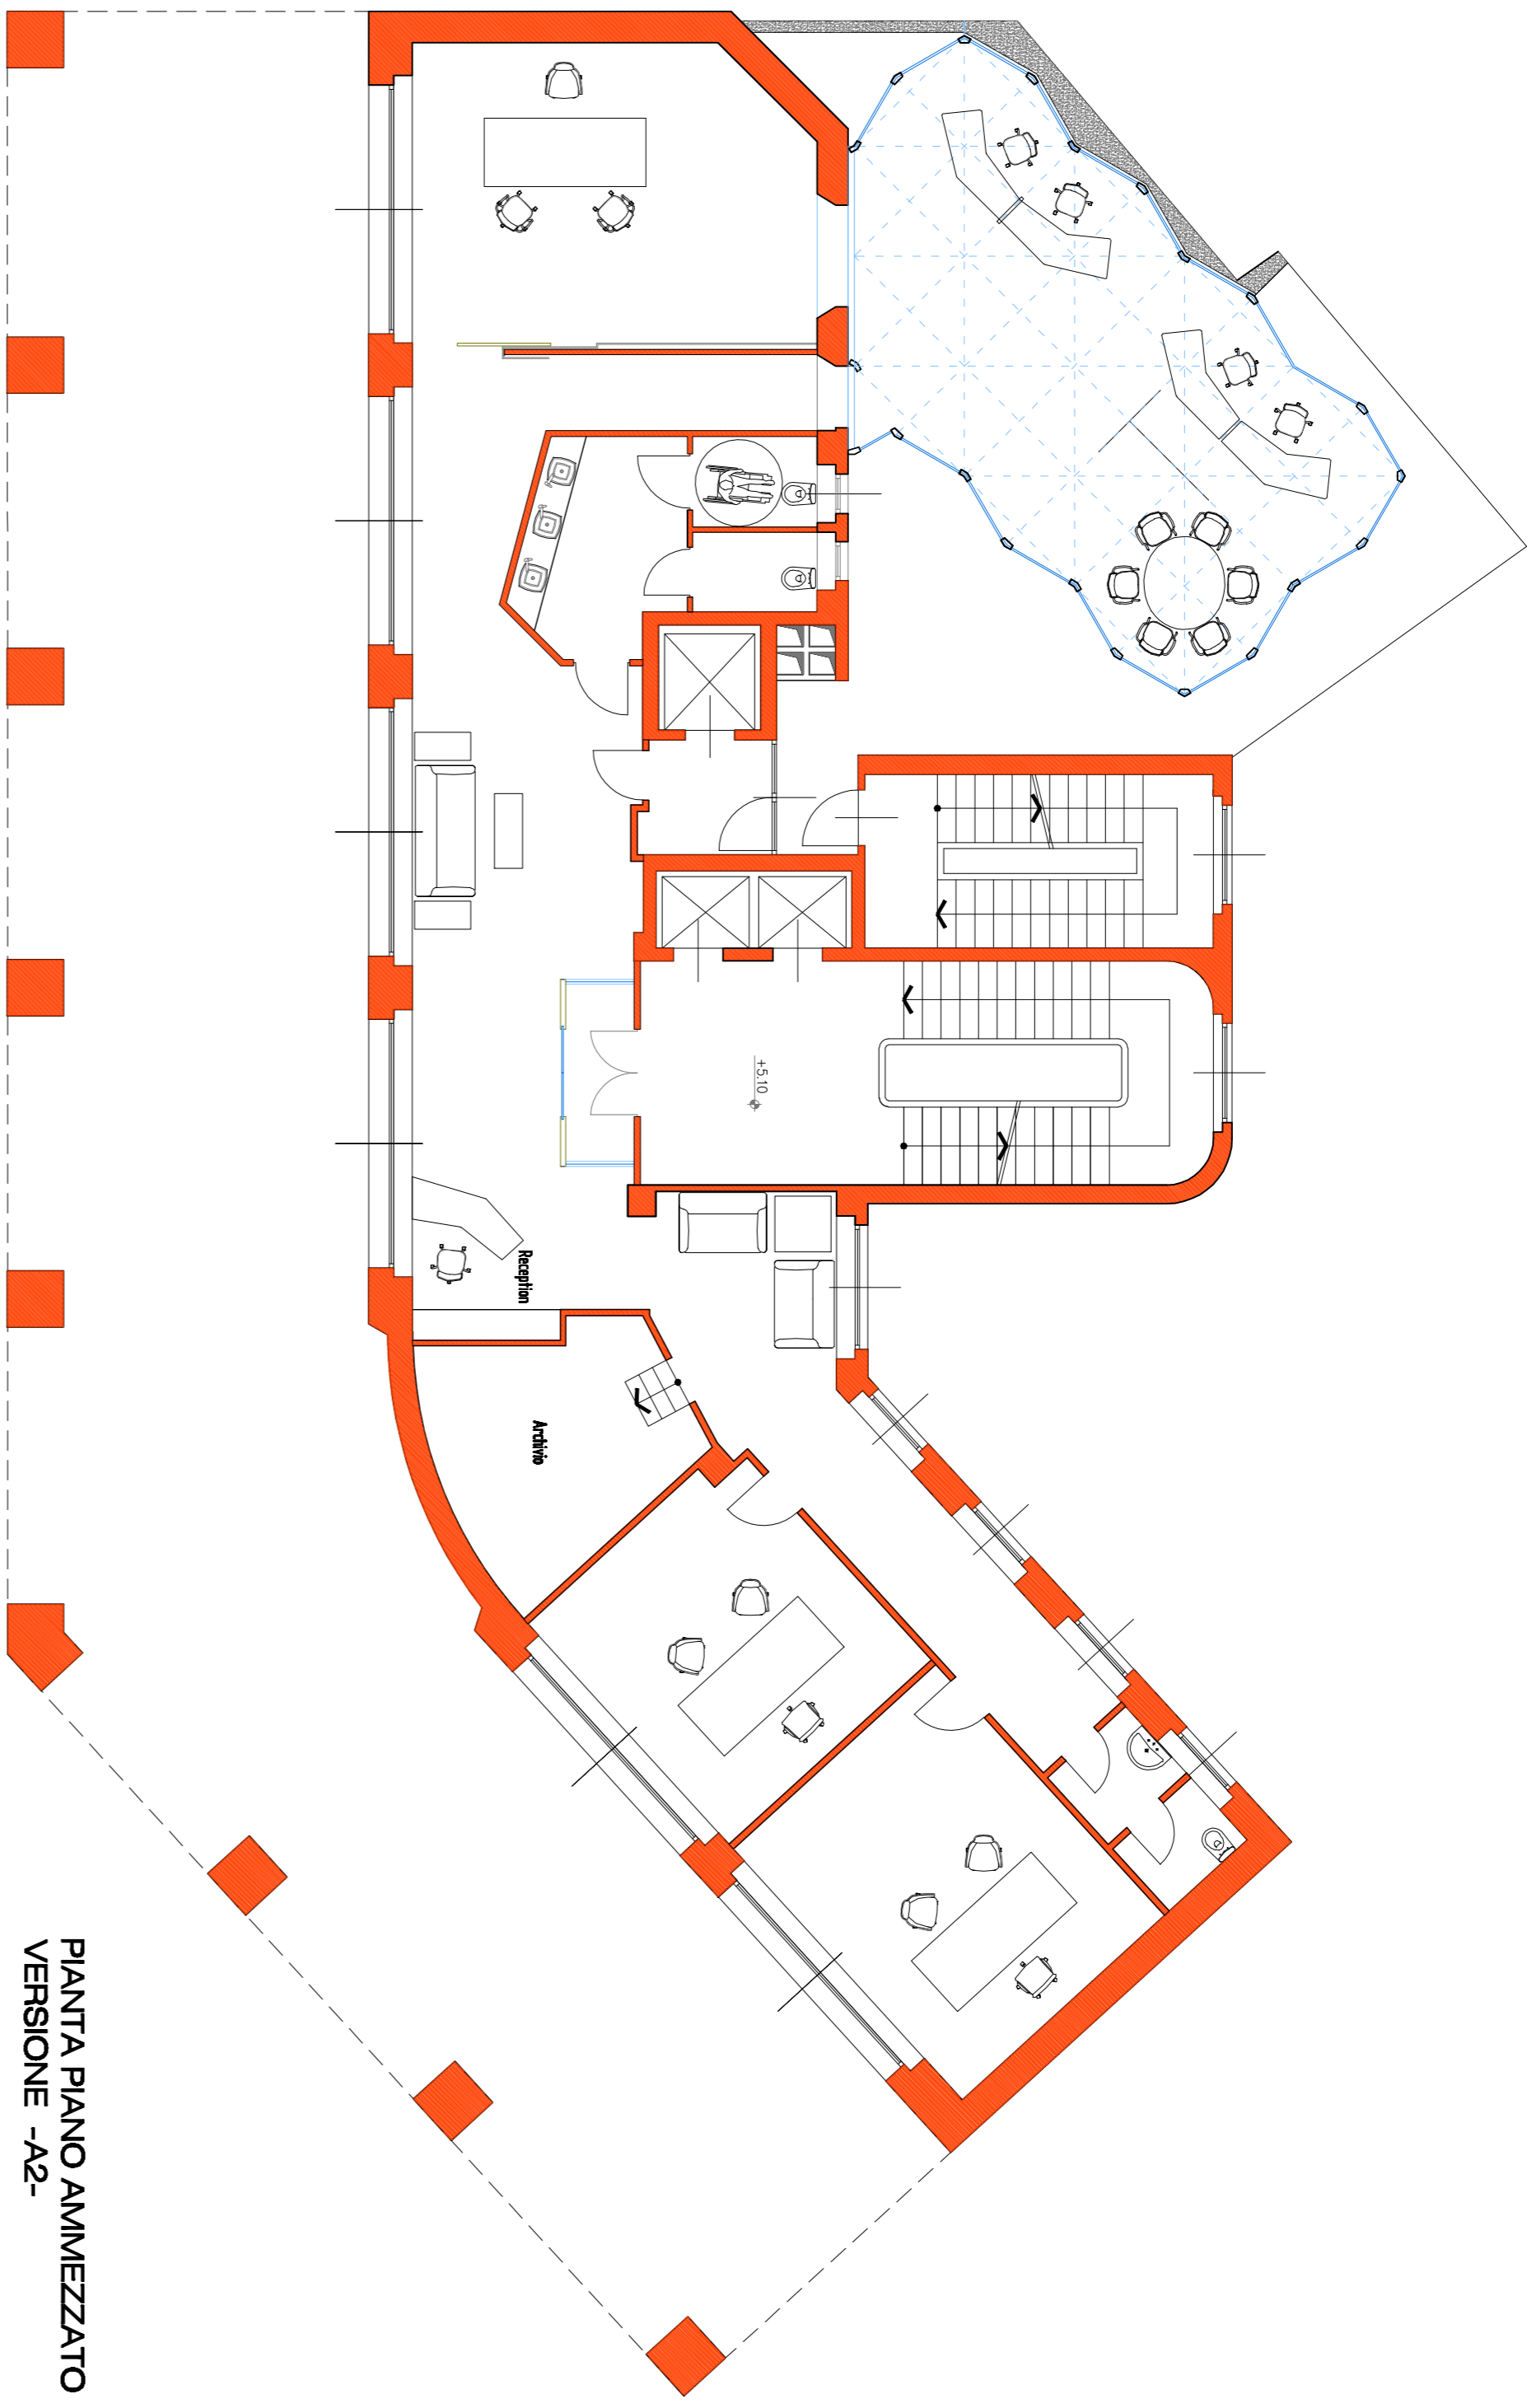 +5.10
Reception
Archivio
PIANTA PIANO AMMEZZATO
VERSIONE -A2-